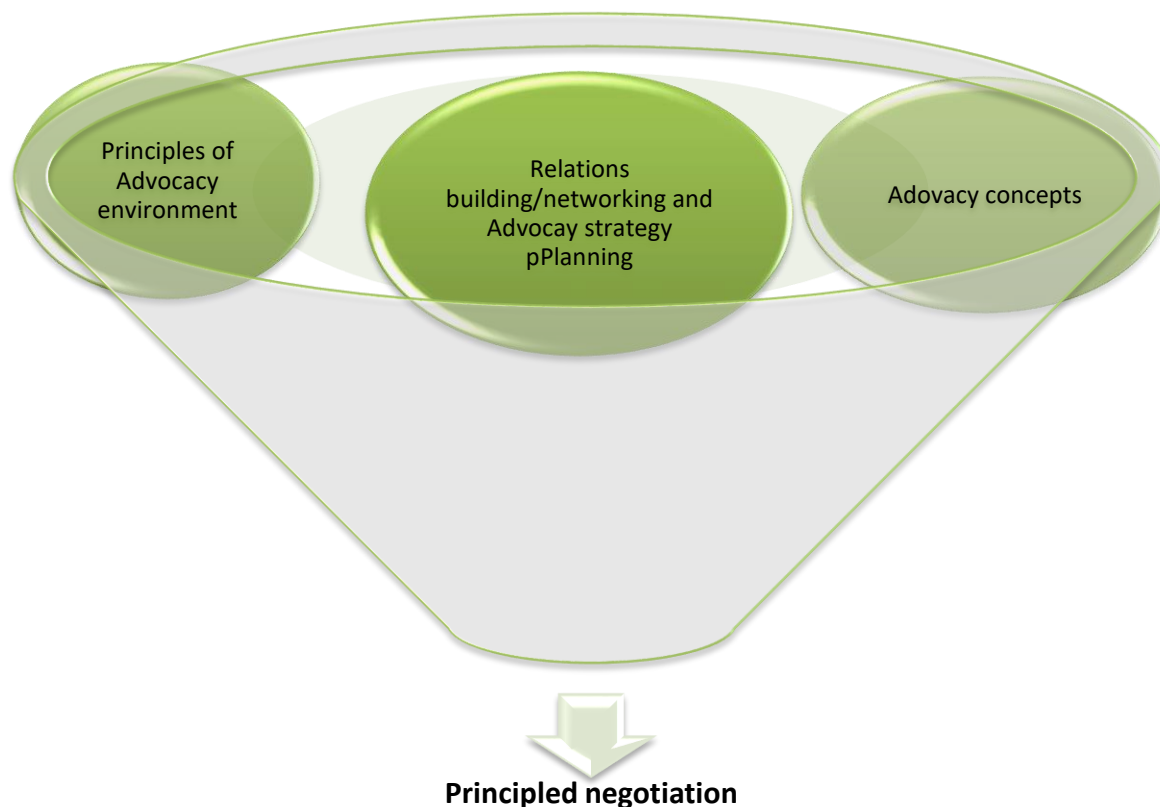 Principles of
Advocacy
environment
Relations
building/networking and
Advocay strategy
pPlanning
Adovacy concepts
Principled negotiation